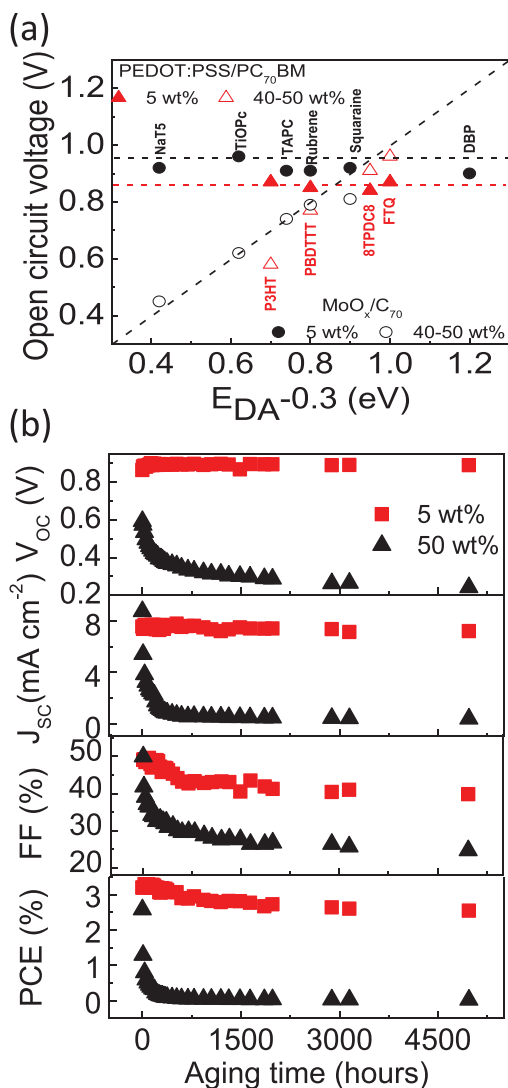 (a)
PEDOT:PSS/PC70BM
5 wt% 40-50 wt%
NaT5
TiOPc
TAPC
Rubrene
Squaraine
DBP
P3HT
PBDTTT
8TPDC8
FTQ
MoOx/C70
5 wt% 40-50 wt%
Open circuit voltage (V)
1.2
1.0
0.8
0.6
0.4
0.4 0.6 0.8 1.0 1.2
EDA-0.3 (eV)
(b)
VOC (V)
0.8
0.6
0.4
0.2
5 wt%
50 wt%
JSC(mA cm-2)
8
4
0
FF (%)
50
40
30
20
PCE (%)
3
2
1
0
0 1500 3000 4500
Aging time (hours)